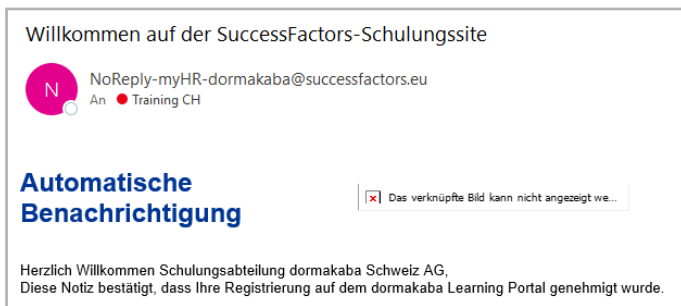 Willkommen auf der SuccessFactors-Schulungssite
N
NoReply-myHR-dormakaba@successfactors.eu
An Training CH
Automatische
Benachrichtigung
Das verknüpfte Bild kann nicht angezeigt we...
Herzlich Willkommen Schulungsabteilung dormakaba Schweiz AG,
Diese Notiz bestätigt, dass Ihre Registrierung auf dem dormakaba Learning Portal genehmigt wurde.